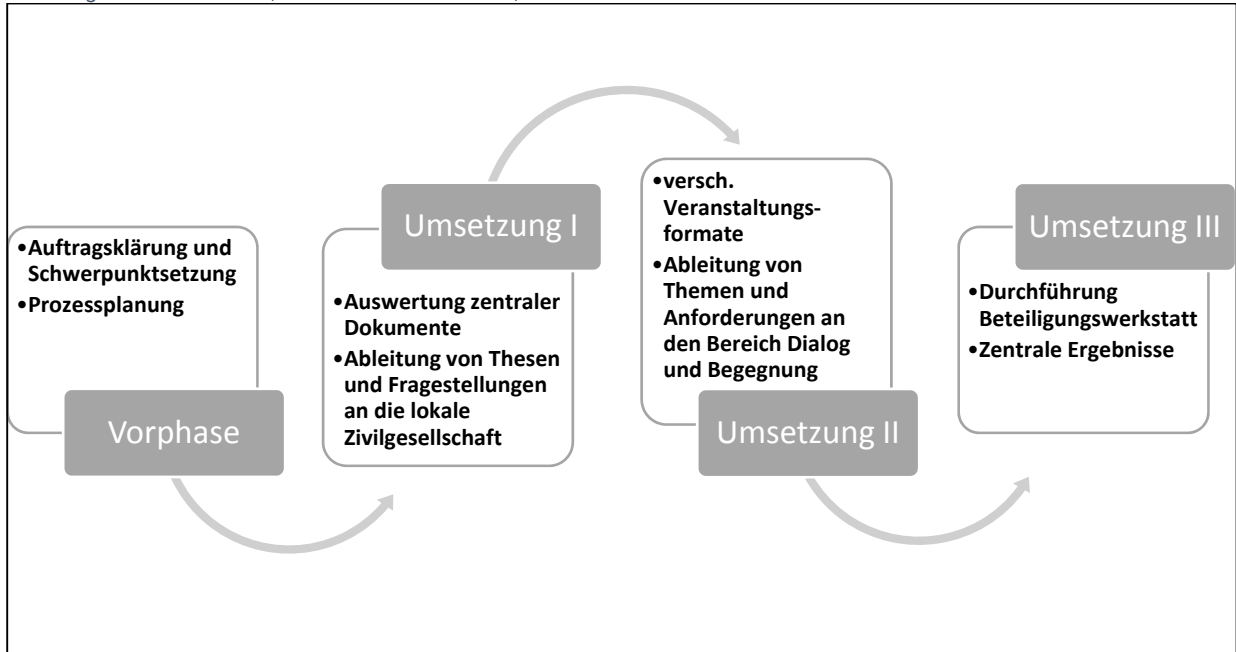 •Auftragsklärung und
Schwerpunktsetzung
•Prozessplanung
Vorphase
Umsetzung I
•Auswertung zentraler
Dokumente
•Ableitung von Thesen
und Fragestellungen
an die lokale
Zivilgesellschaft
•versch.
Veranstaltungs-
formate
•Ableitung von
Themen und
Anforderungen an
den Bereich Dialog
und Begegnung
Umsetzung II
Umsetzung III
•Durchführung
Beteiligungswerkstatt
•Zentrale Ergebnisse